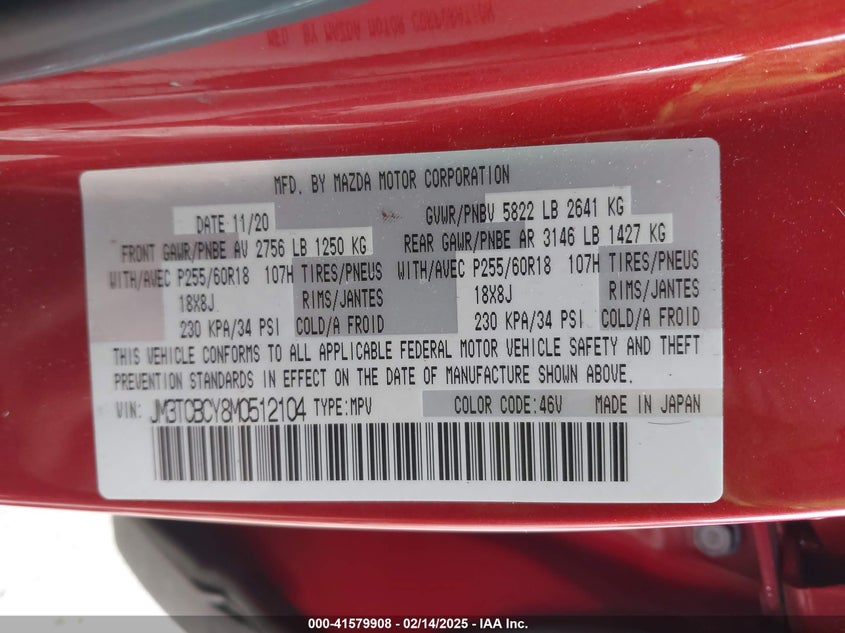 MFD. BY MAZDA MOTOR CORPORATION
DATE 11/20 GVWR/PNBV 5822 LB 2641 KG
FRONT GAWR/PNBE AV 2756 LB 1250 KG REAR GAWR/PNBE AR 3146 LB 1427 KG
WITH/AVEC P255/60R18 107H TIRES/PNEUS WITH/AVEC P255/60R18 107H TIRES/PNEUS
18X8J RIMS/JANTES 18X8J RIMS/JANTES
230 KPA/34 PSI COLD/A FROID 230 KPA/34 PSI COLD/A FROID
THIS VEHICLE CONFORMS TO ALL APPLICABLE FEDERAL MOTOR VEHICLE SAFETY AND THEFT
PREVENTION STANDARDS IN EFFECT ON THE DATE OF MANUFACTURE SHOWN ABOVE.
VIN: JM3TCBCY8M0512104 TYPE:MPV COLOR CODE:46V MADE IN JAPAN
000-41579908 - 02/14/2025 - IAA Inc.